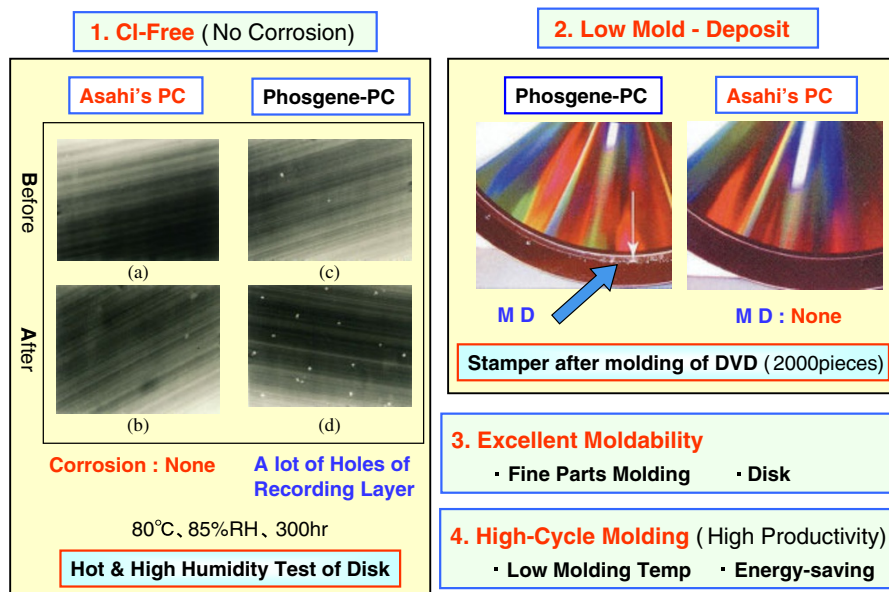 1. Cl-Free (No Corrosion)
Asahi's PC
Phosgene-PC
Before
(a)
(c)
After
(b)
(d)
Corrosion : None
A lot of Holes of
Recording Layer
80℃、85%RH、300hr
Hot & High Humidity Test of Disk
2. Low Mold - Deposit
Phosgene-PC
Asahi's PC
M D
M D : None
Stamper after molding of DVD (2000pieces)
3. Excellent Moldability
・Fine Parts Molding ・Disk
4. High-Cycle Molding (High Productivity)
・Low Molding Temp ・Energy-saving